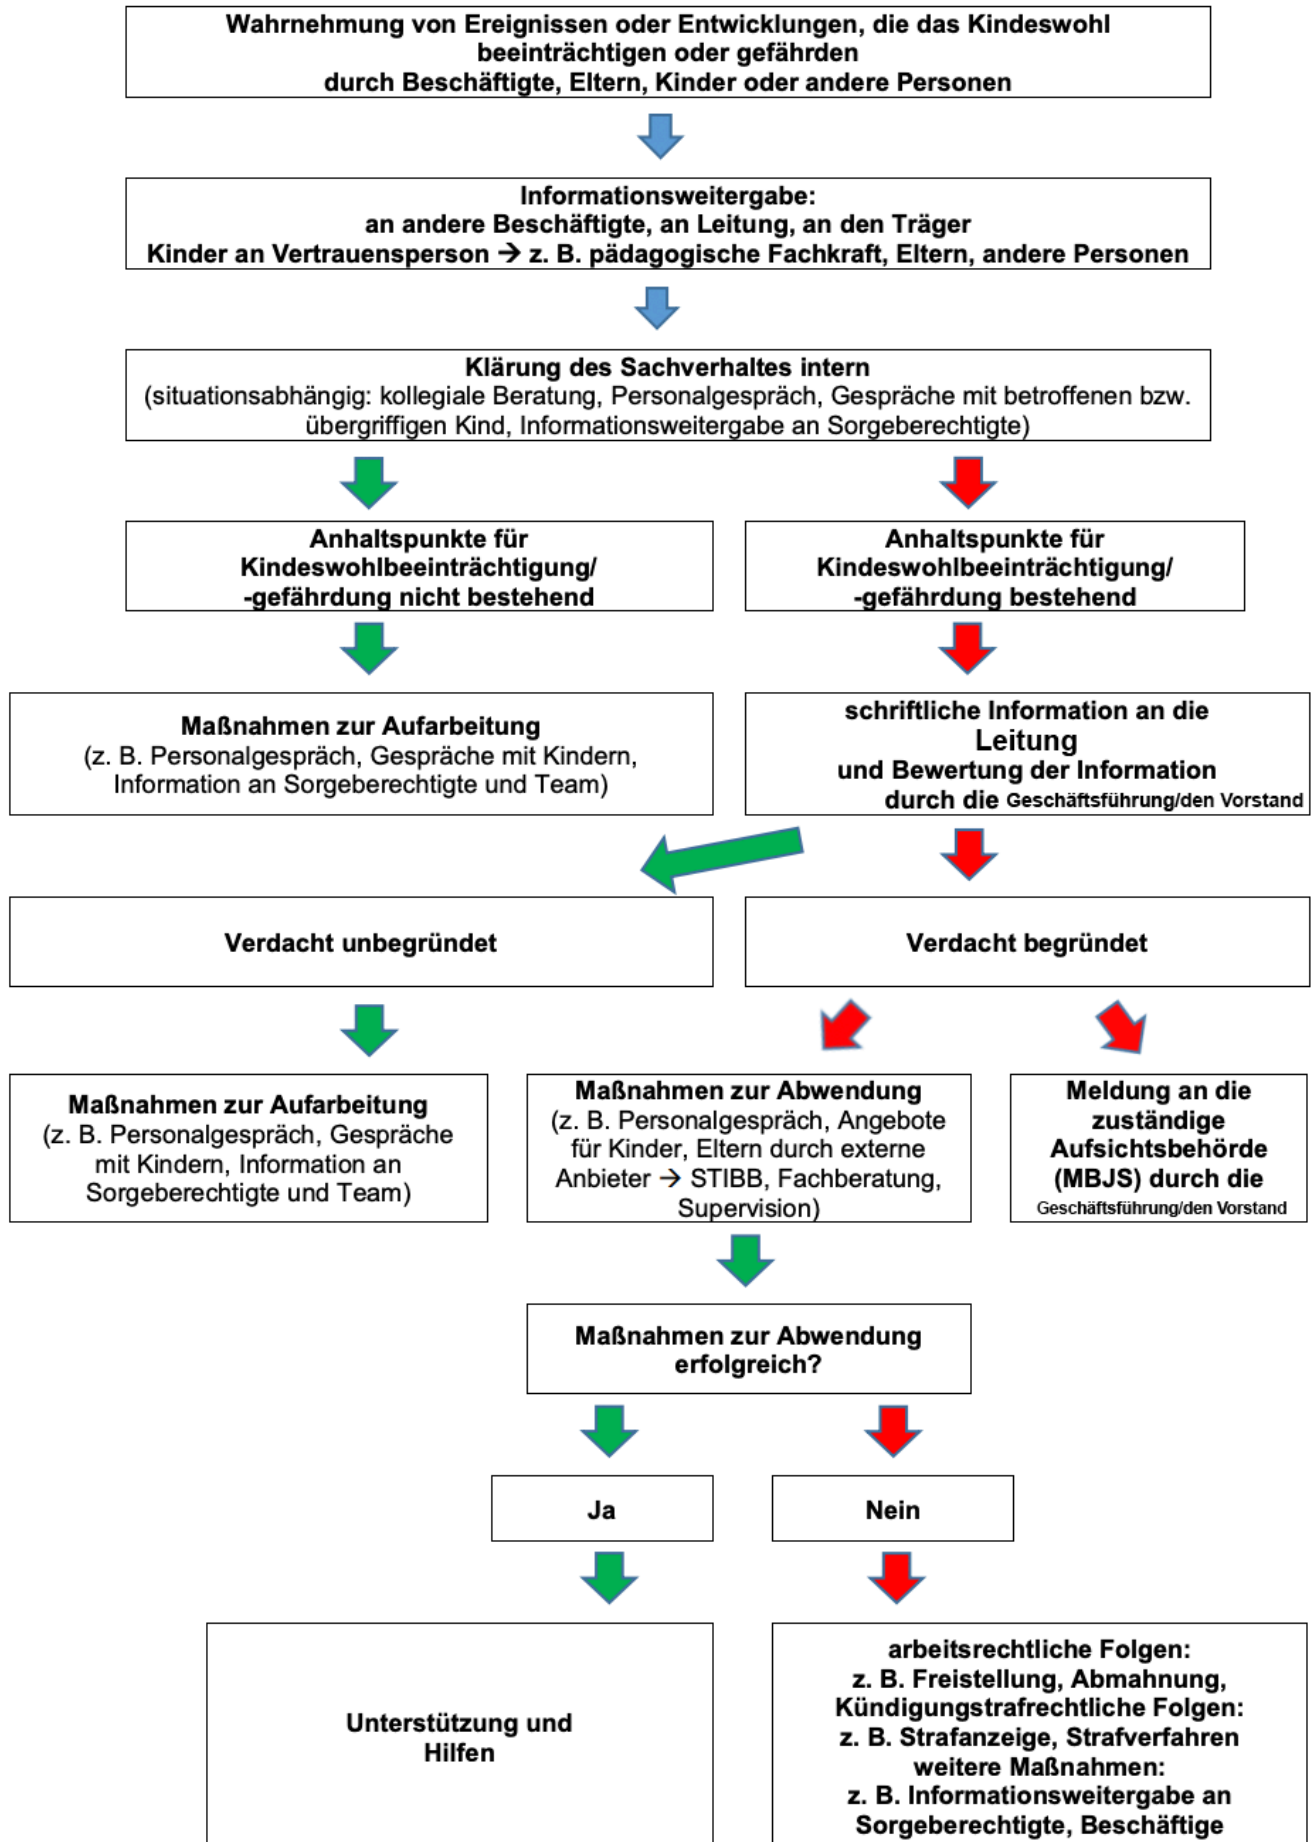 Wahrnehmung von Ereignissen oder Entwicklungen, die das Kindeswohl
beeinträchtigen oder gefährden
durch Beschäftigte, Eltern, Kinder oder andere Personen
Informationsweitergabe:
an andere Beschäftigte, an Leitung, an den Träger
Kinder an Vertrauensperson → z. B. pädagogische Fachkraft, Eltern, andere Personen
Klärung des Sachverhaltes intern
(situationsabhängig: kollegiale Beratung, Personalgespräch, Gespräche mit betroffenen bzw.
übergriffigen Kind, Informationsweitergabe an Sorgeberechtigte)
Anhaltspunkte für
Kindeswohlbeeinträchtigung/
-gefährdung nicht bestehend
Anhaltspunkte für
Kindeswohlbeeinträchtigung/
-gefährdung bestehend
Maßnahmen zur Aufarbeitung
(z. B. Personalgespräch, Gespräche mit Kindern,
Information an Sorgeberechtigte und Team)
schriftliche Information an die
Leitung
und Bewertung der Information
durch die Geschäftsführung/den Vorstand
Verdacht unbegründet
Verdacht begründet
Maßnahmen zur Aufarbeitung
(z. B. Personalgespräch, Gespräche
mit Kindern, Information an
Sorgeberechtigte und Team)
Maßnahmen zur Abwendung
(z. B. Personalgespräch, Angebote
für Kinder, Eltern durch externe
Anbieter → STIBB, Fachberatung,
Supervision)
Meldung an die
zuständige
Aufsichtsbehörde
(MBJS) durch die
Geschäftsführung/den Vorstand
Maßnahmen zur Abwendung
erfolgreich?
Ja
Nein
Unterstützung und
Hilfen
arbeitsrechtliche Folgen:
z. B. Freistellung, Abmahnung,
Kündigungstrafrechtliche Folgen:
z. B. Strafanzeige, Strafverfahren
weitere Maßnahmen:
z. B. Informationsweitergabe an
Sorgeberechtigte, Beschäftige